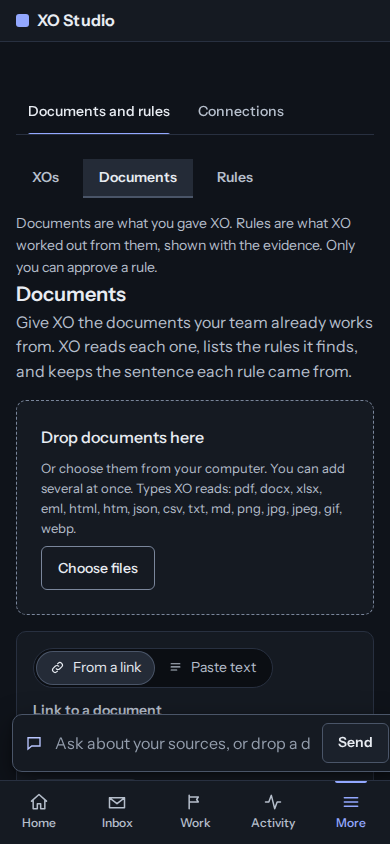 XO Studio
Documents and rules
Connections
XOs
Documents
Rules
Documents are what you gave XO. Rules are what XO
worked out from them, shown with the evidence. Only
you can approve a rule.
Documents
Give XO the documents your team already works
from. XO reads each one, lists the rules it finds,
and keeps the sentence each rule came from.
Drop documents here
Or choose them from your computer. You can add
several at once. Types XO reads: pdf, docx, xlsx,
eml, html, htm, json, csv, txt, md, png, jpg, jpeg, gif,
webp.
Choose files
From a link
Paste text
Link to a document
Ask about your sources, or drop a d
Send
Home
Inbox
Work
Activity
More